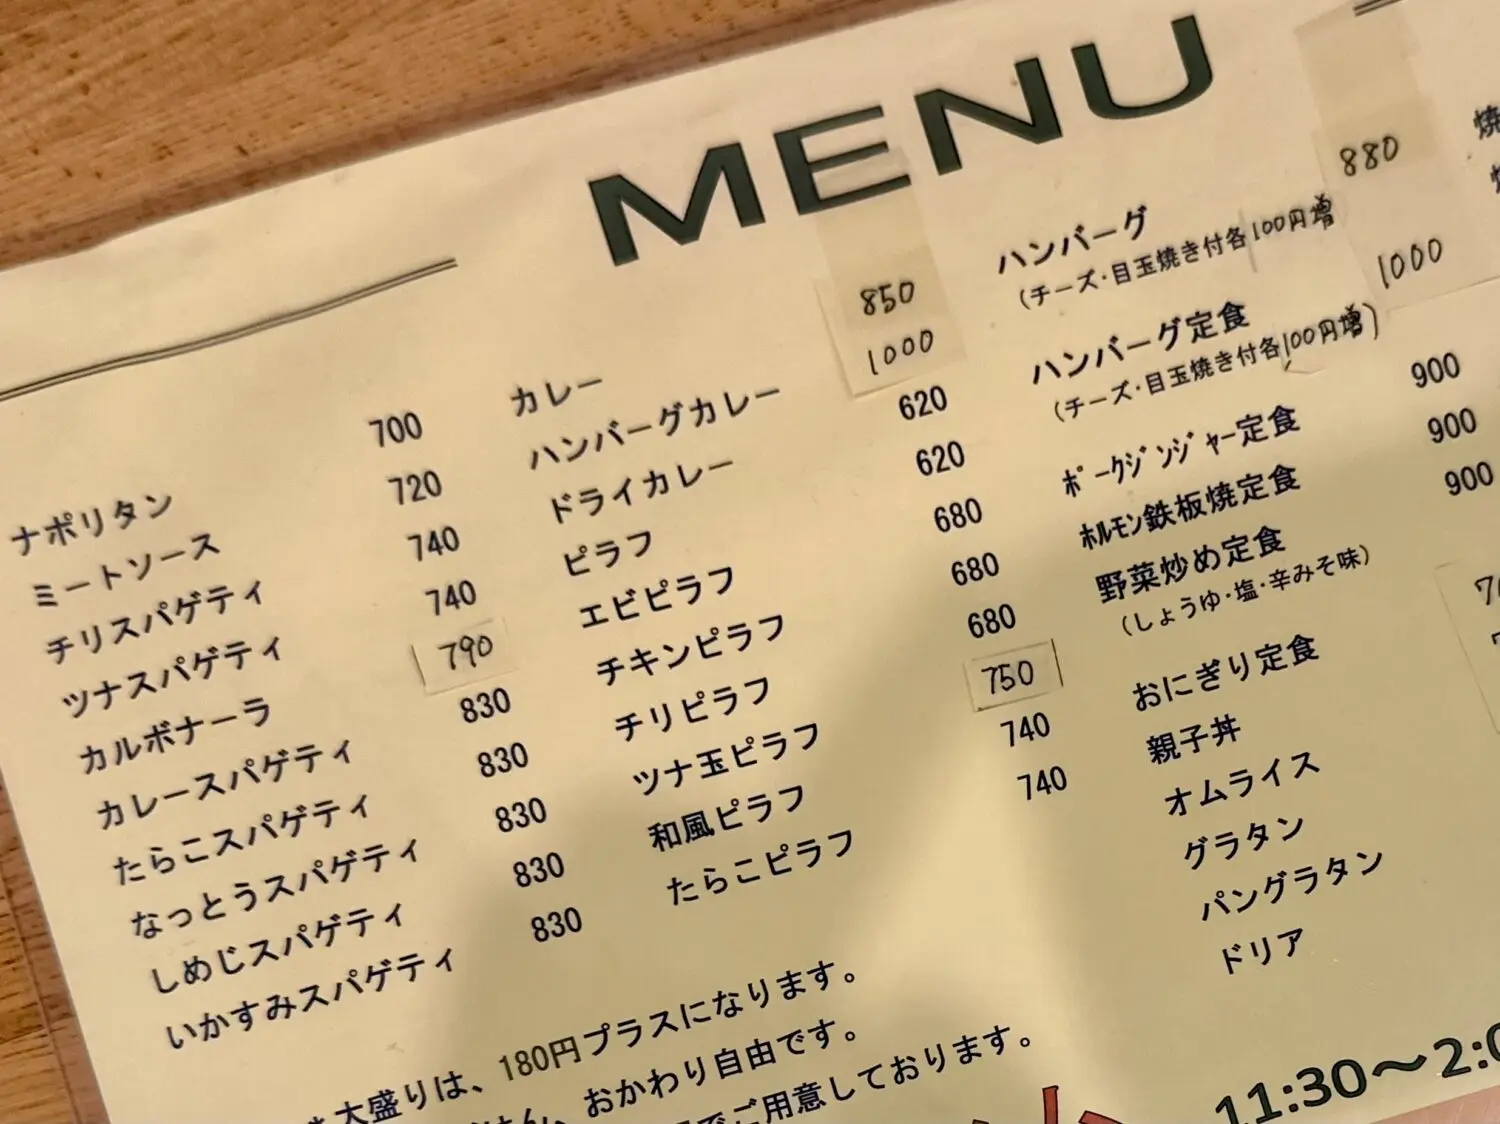 MENU
ナポリタン 700
ミートソース 720
チリスパゲティ 740
ツナスパゲティ 740
カルボナーラ 790
カレースパゲティ 830
たらこスパゲティ 830
なっとうスパゲティ 830
しめじスパゲティ 830
いかすみスパゲティ 830
カレー 850
ハンバーグカレー 1000
ドライカレー 620
ピラフ 620
エビピラフ 680
チキンピラフ 680
チリピラフ 680
ツナ玉ピラフ 750
和風ピラフ 740
たらこピラフ 740
ハンバーグ 880
(チーズ・目玉焼き付各100円増
ハンバーグ定食 1000
(チーズ・目玉焼き付各100円増)
ﾎﾟｰｸｼﾞﾝｼﾞｬｰ定食 900
ﾎﾙﾓﾝ鉄板焼定食 900
野菜炒め定食 900
(しょうゆ・塩・辛みそ味)
おにぎり定食
親子丼
オムライス
グラタン
パングラタン
ドリア
大盛りは、180円プラスになります。
おかわり自由です。
でご用意しております。
11:30～2:0